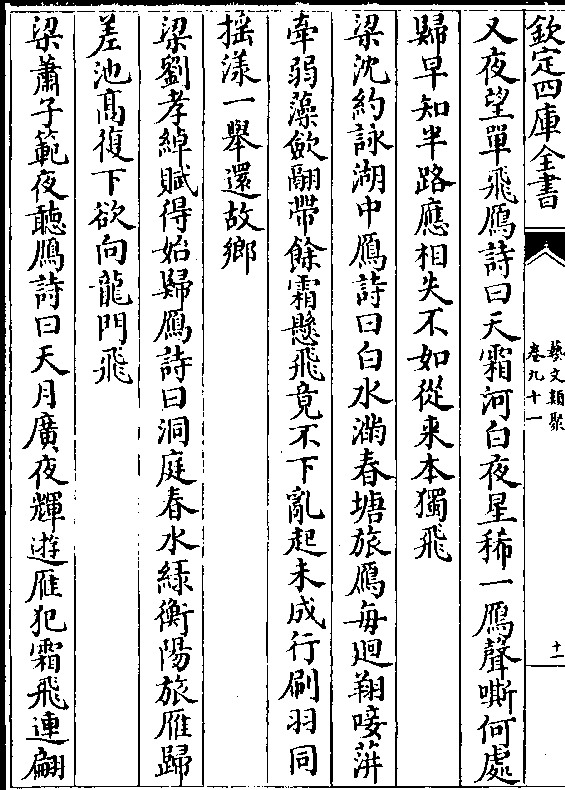 欽定四庫全書
藝文類聚
卷九十一
十一
又夜望單飛鴈詩曰天霜河白夜星稀一鴈聲嘶何處
歸早知半路應相失不如從來本獨飛
梁沈約詠湖中鴈詩曰白水滿春塘旅鴈每迴翔唼蓱
牽弱藻斂翮帶餘霜懸飛竟不下亂起未成行刷羽同
揺漾一舉還故鄉
梁劉孝綽賦得始歸鴈詩曰洞庭春水緑衡陽旅雁歸
差池髙復下欲向龍門飛
梁蕭子範夜聽鴈詩曰天月廣夜輝遊雁犯霜飛連翩